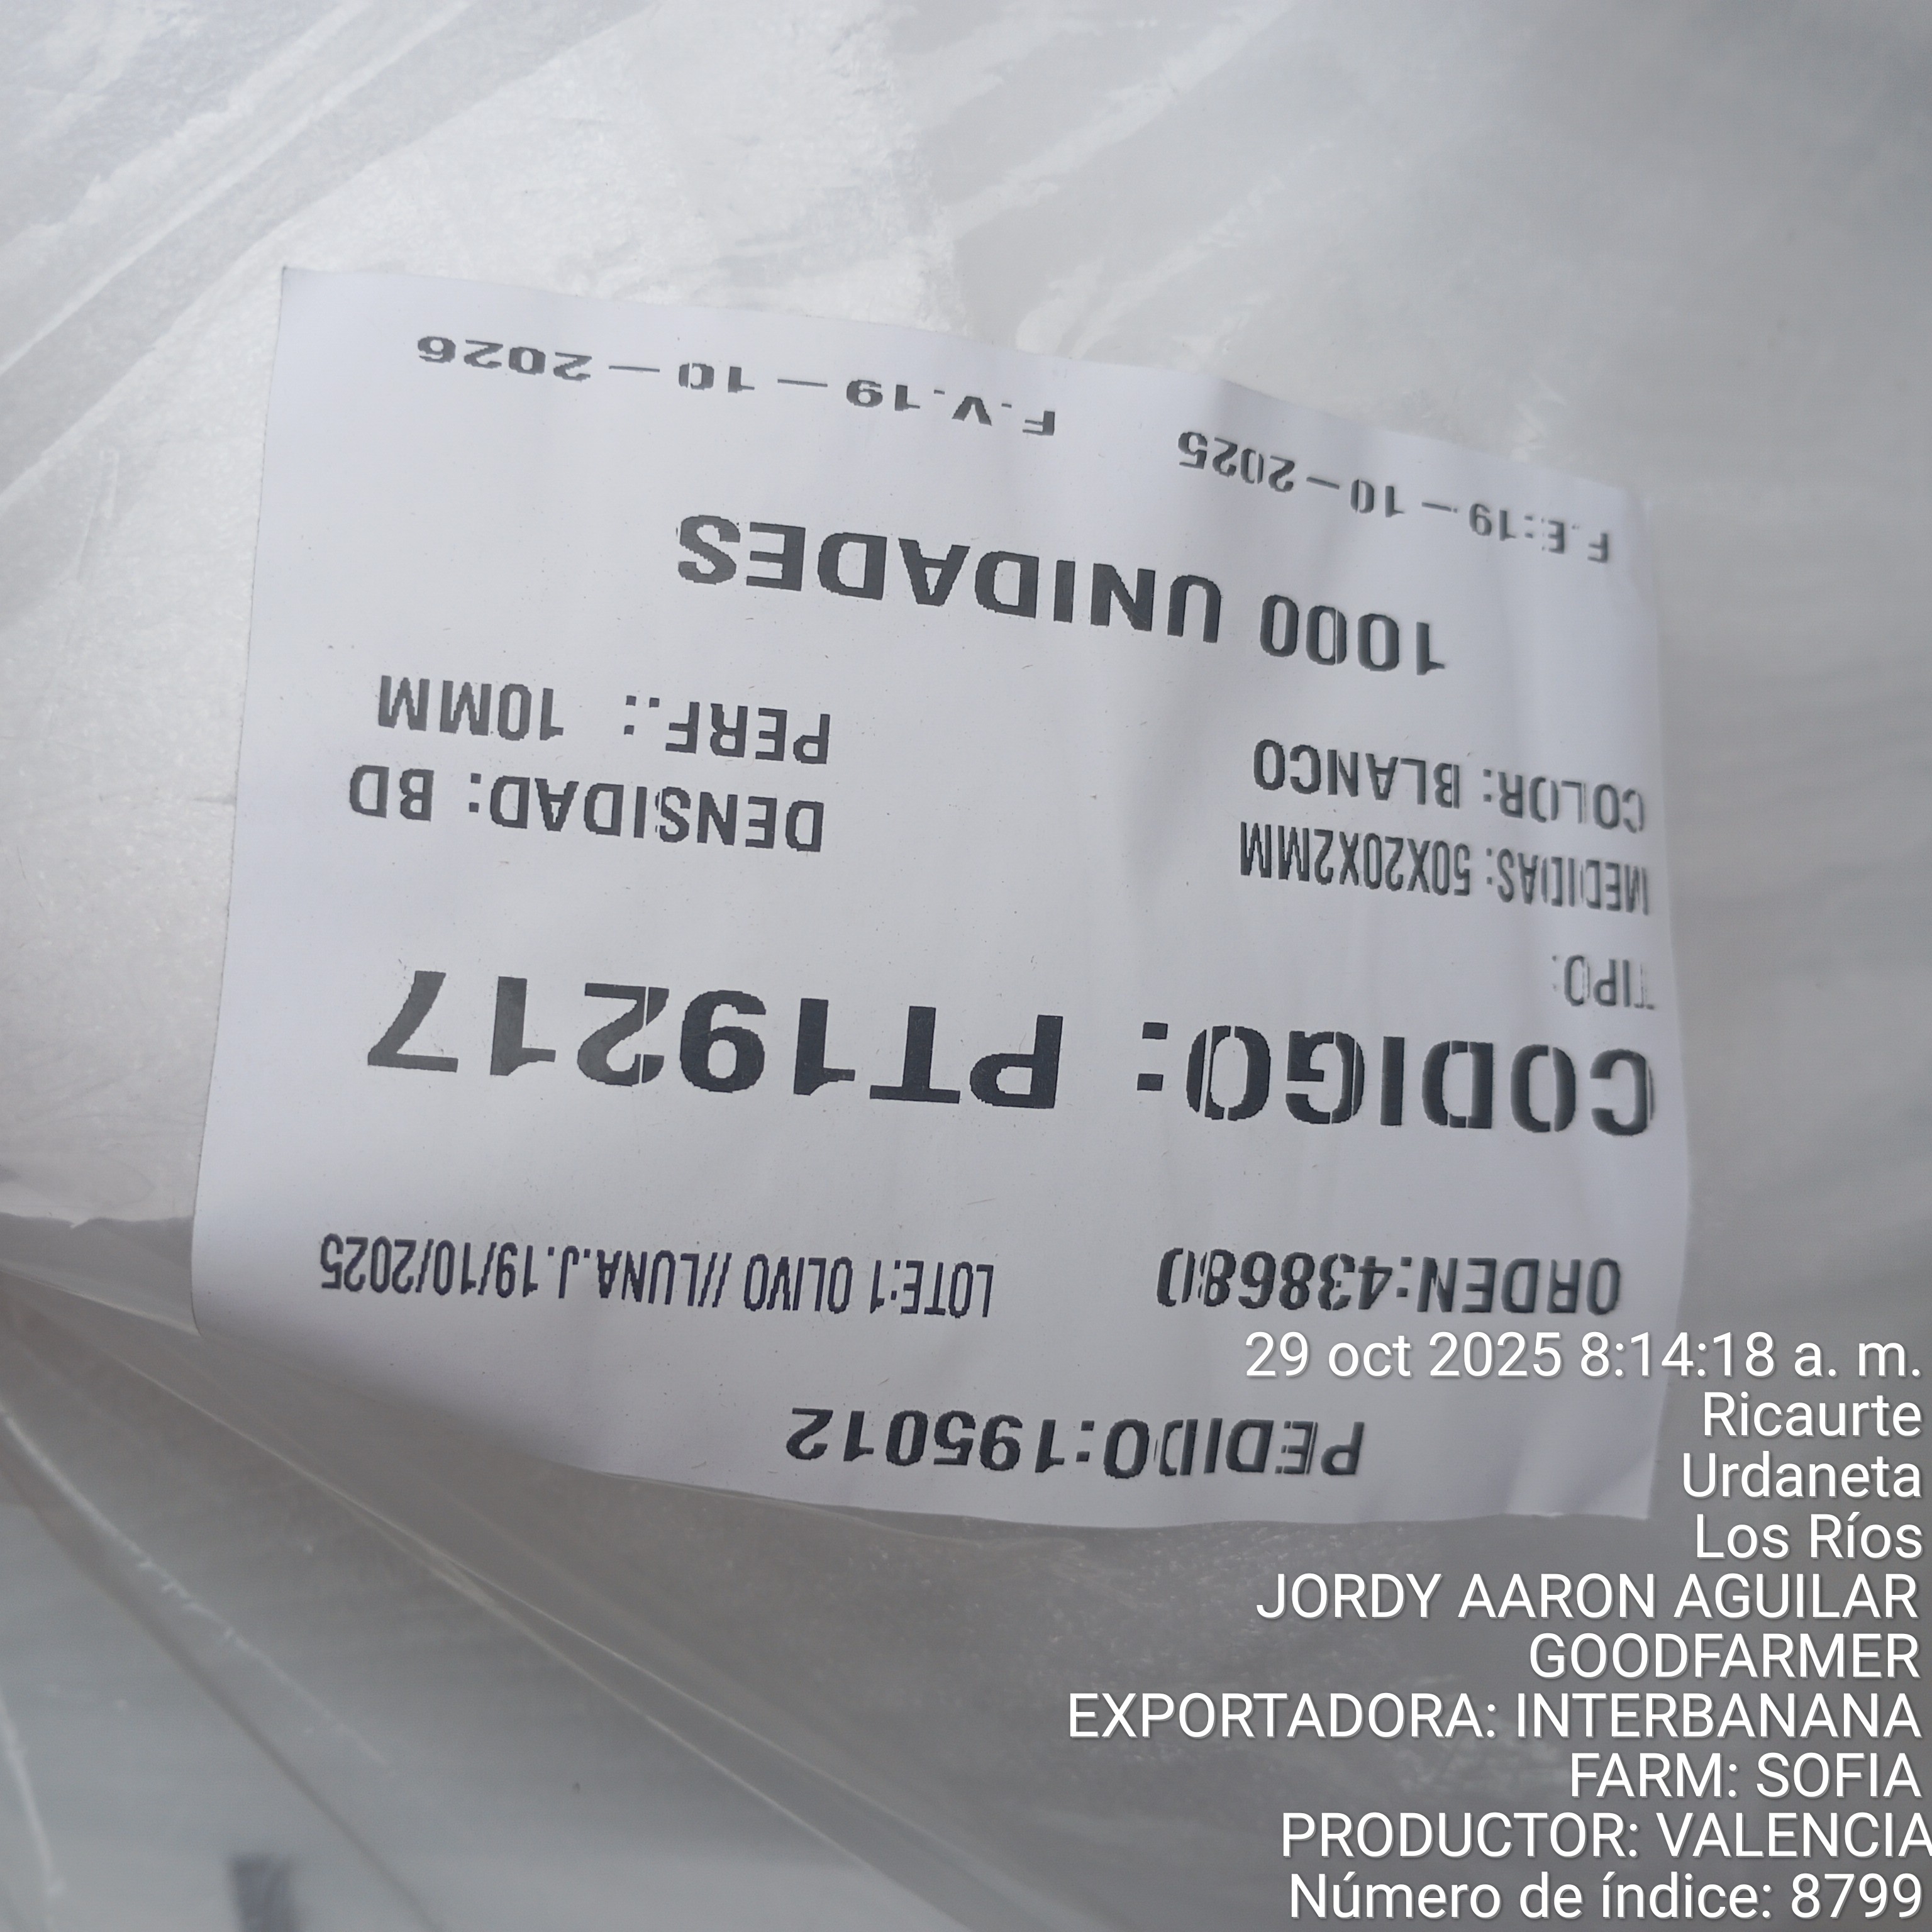 PEDIDO:195012
ORDEN:438680 LOTE:1 OLIVO // LUNA.J.19/10/2025
CODIGO: PT19217
TIPO:
MEDIDAS: 50X20X2MM DENSIDAD: BD
COLOR: BLANCO PERF.: 10MM
1000 UNIDADES
F.E:19-10-2025 F.V.19-10-2026
29 oct 2025 8:14:18 a. m.
Ricaurte
Urdaneta
Los Ríos
JORDY AARON AGUILAR
GOODFARMER
EXPORTADORA: INTERBANANA
FARM: SOFIA
PRODUCTOR: VALENCIA
Número de índice: 8799